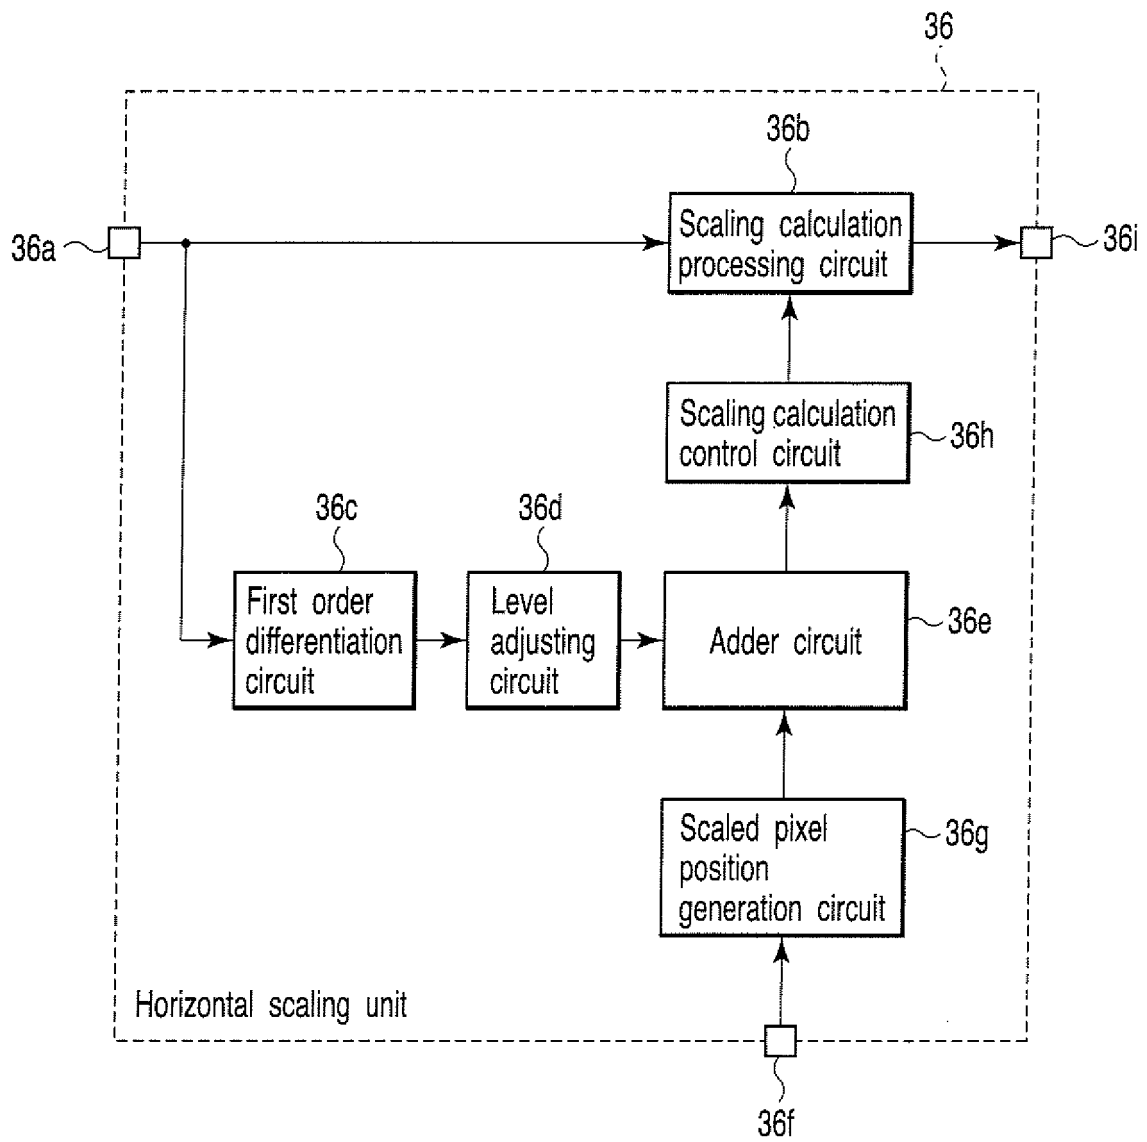 36
36b
Scaling calculation
processing circuit
36a
36i
Scaling calculation
control circuit
36h
36c
36d
First order
differentiation
circuit
Level
adjusting
circuit
Adder circuit
36e
Scaled pixel
position
generation circuit
36g
Horizontal scaling unit
36f